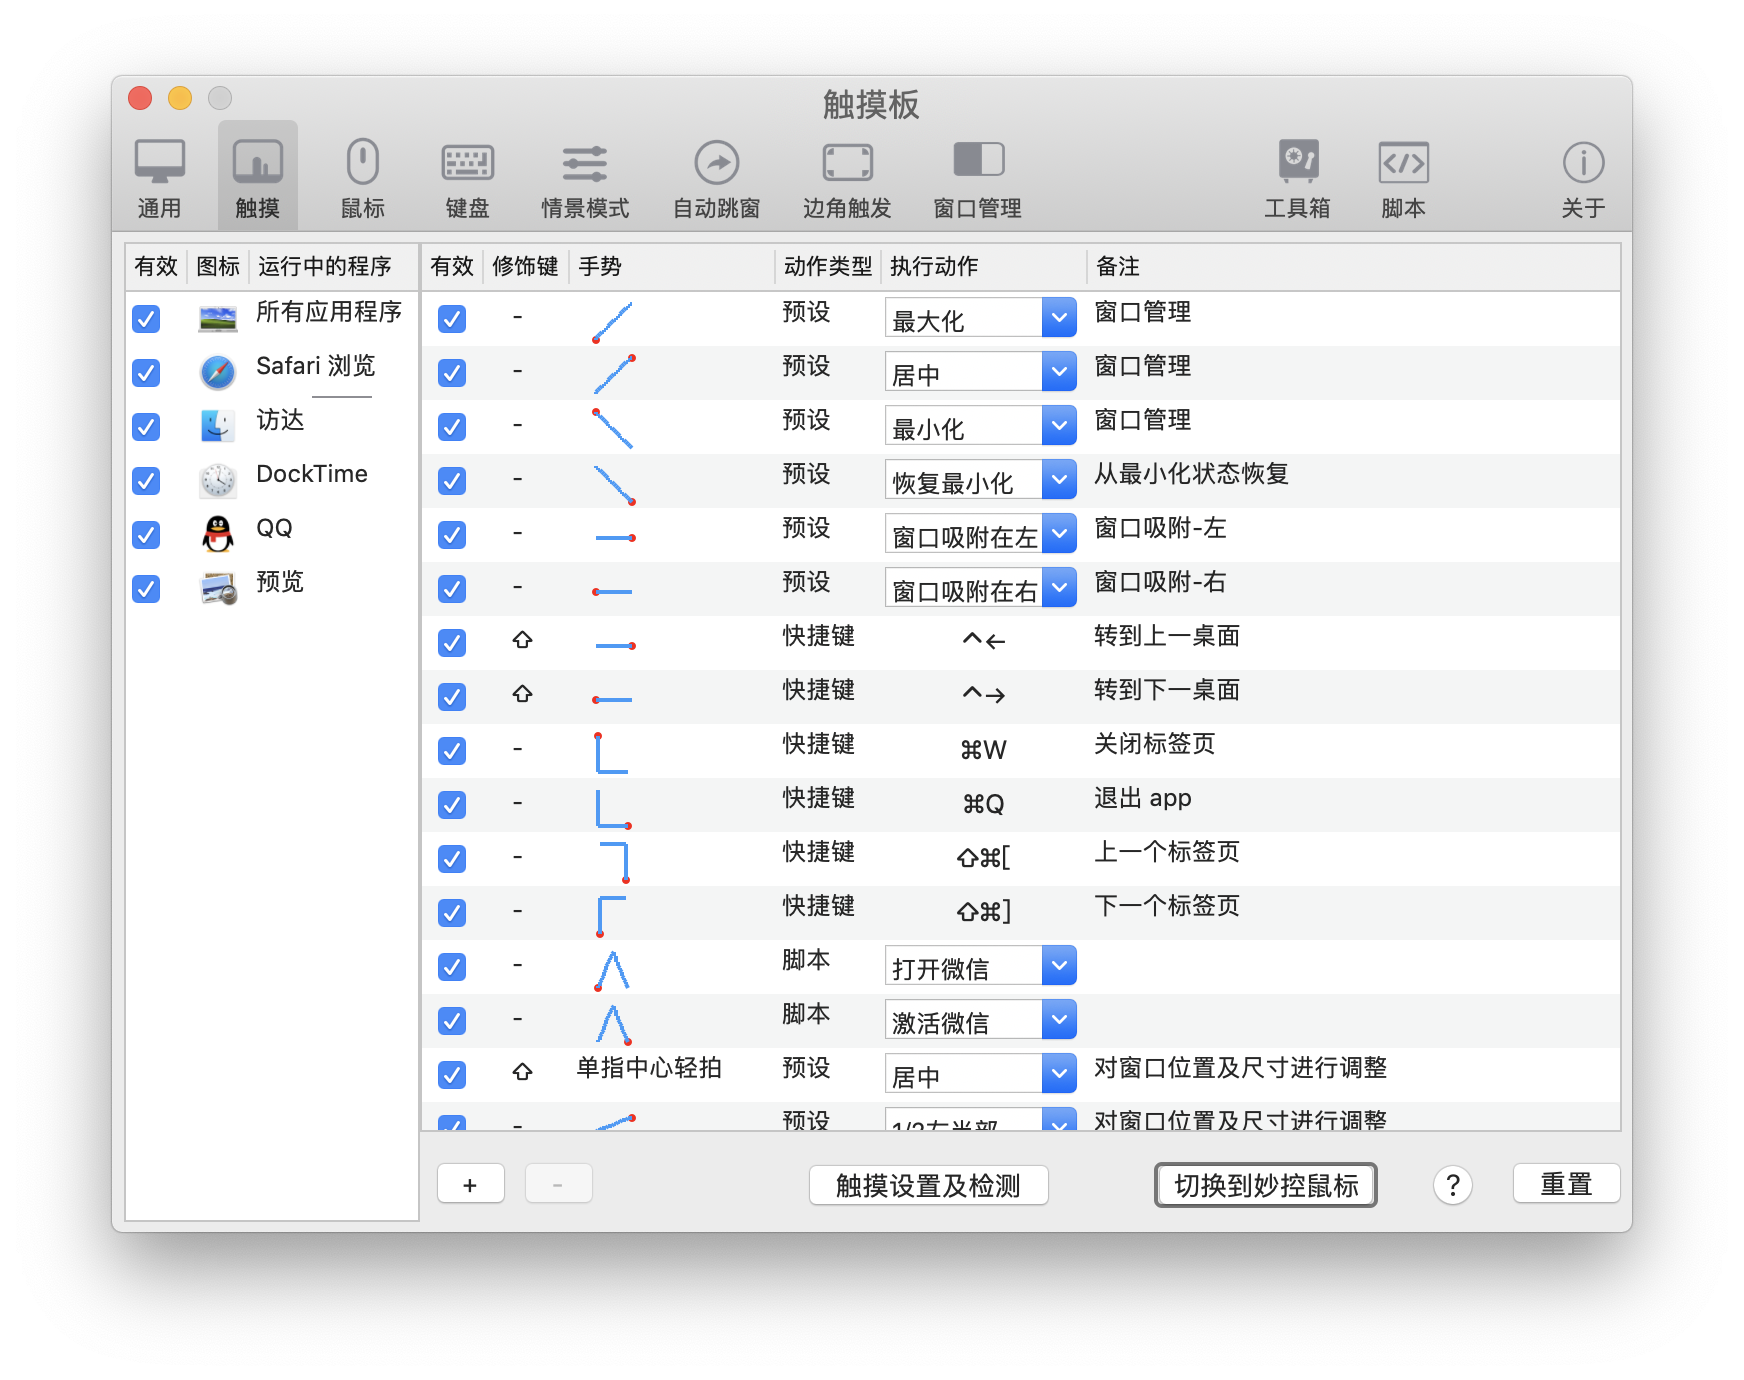 触摸板
通用 触摸 鼠标 键盘 情景模式 自动跳窗 边角触发 窗口管理 工具箱 脚本 关于
有效 图标 运行中的程序
所有应用程序
Safari 浏览
访达
DockTime
QQ
预览
有效 修饰键 手势 动作类型 执行动作 备注
- 预设 最大化 窗口管理
- 预设 居中 窗口管理
- 预设 最小化 窗口管理
- 预设 恢复最小化 从最小化状态恢复
- 预设 窗口吸附在左 窗口吸附-左
- 预设 窗口吸附在右 窗口吸附-右
⇧ 快捷键 ^← 转到上一桌面
⇧ 快捷键 ^→ 转到下一桌面
- 快捷键 ⌘W 关闭标签页
- 快捷键 ⌘Q 退出 app
- 快捷键 ⇧⌘[ 上一个标签页
- 快捷键 ⇧⌘] 下一个标签页
- 脚本 打开微信
- 脚本 激活微信
⇧ 单指中心轻拍 预设 居中 对窗口位置及尺寸进行调整
- 预设 对窗口位置及尺寸进行调整
+ - 触摸设置及检测 切换到妙控鼠标 ? 重置